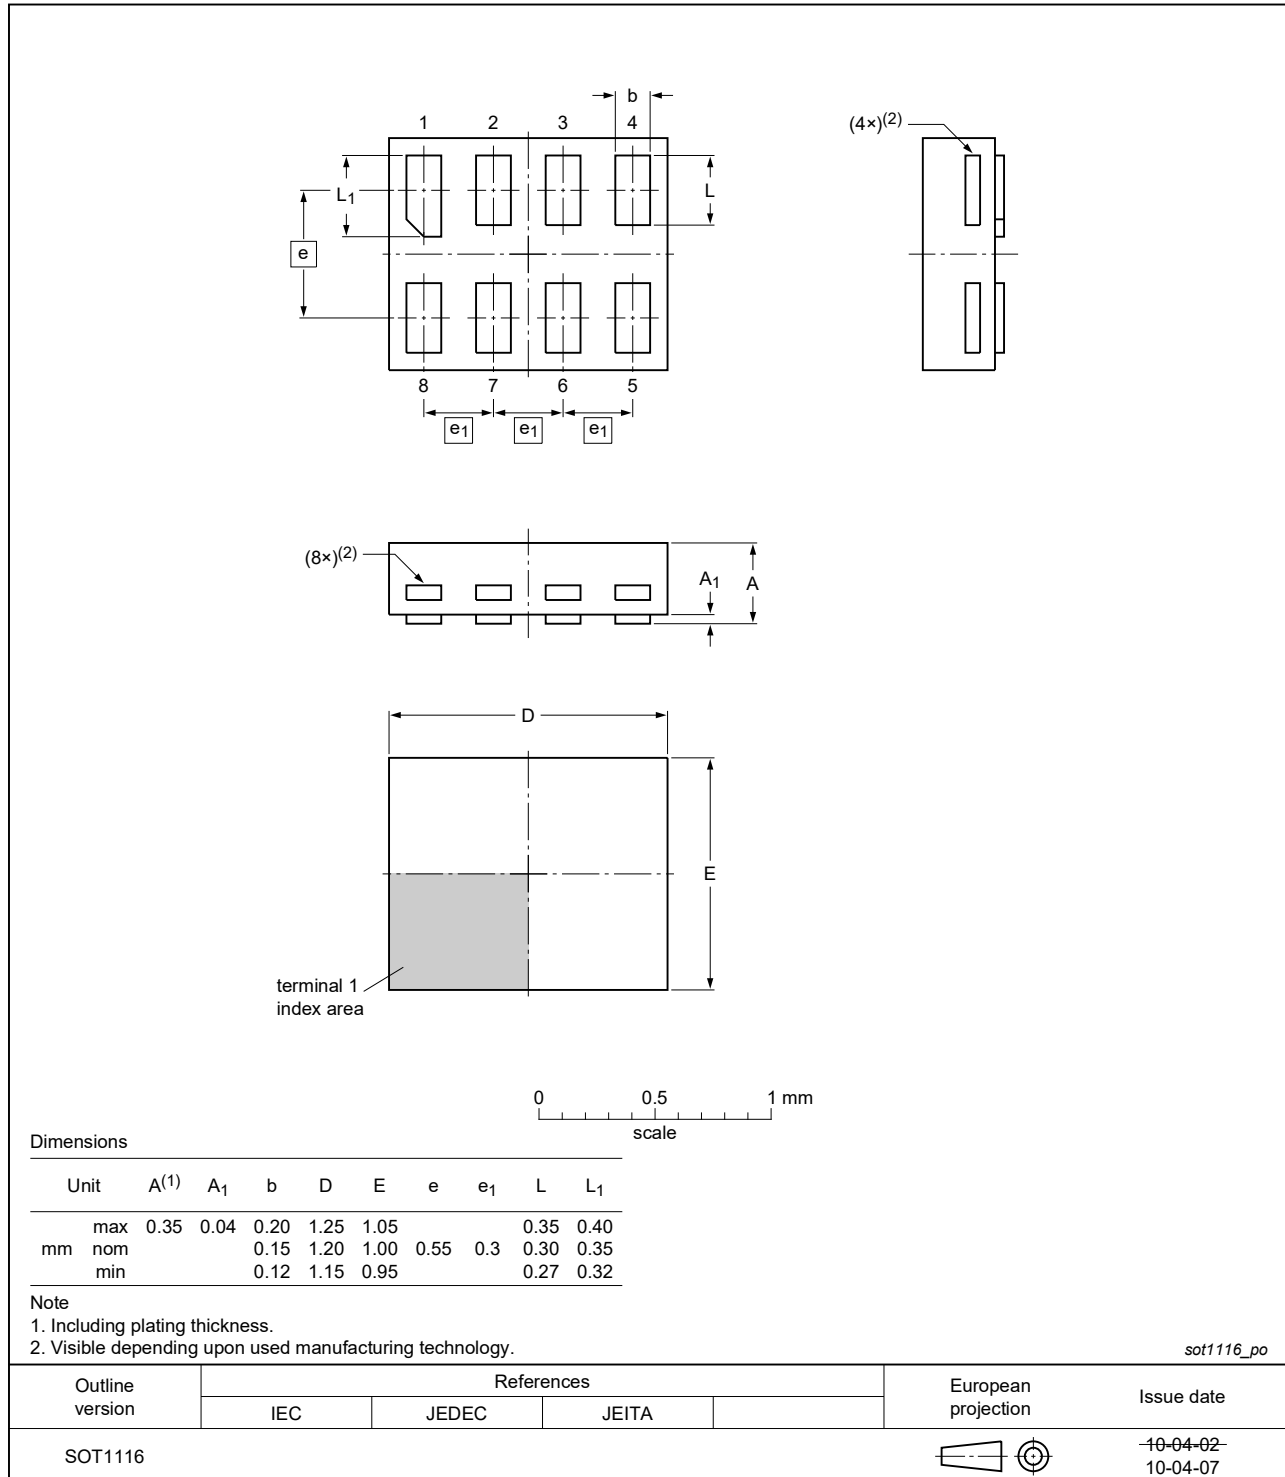 b
1 2 3 4
(4×)(2)
L1
L
e
8 7 6 5
e1 e1 e1
(8×)(2)
A1
A
D
E
terminal 1
index area
0 0.5 1 mm
scale
Dimensions
Unit A(1) A1 b D E e e1 L L1
max 0.35 0.04 0.20 1.25 1.05 0.35 0.40
mm nom 0.15 1.20 1.00 0.55 0.3 0.30 0.35
min 0.12 1.15 0.95 0.27 0.32
Note
1. Including plating thickness.
2. Visible depending upon used manufacturing technology.
sot1116_po
Outline
version
References
IEC JEDEC JEITA
European
projection
Issue date
SOT1116
10-04-02
10-04-07